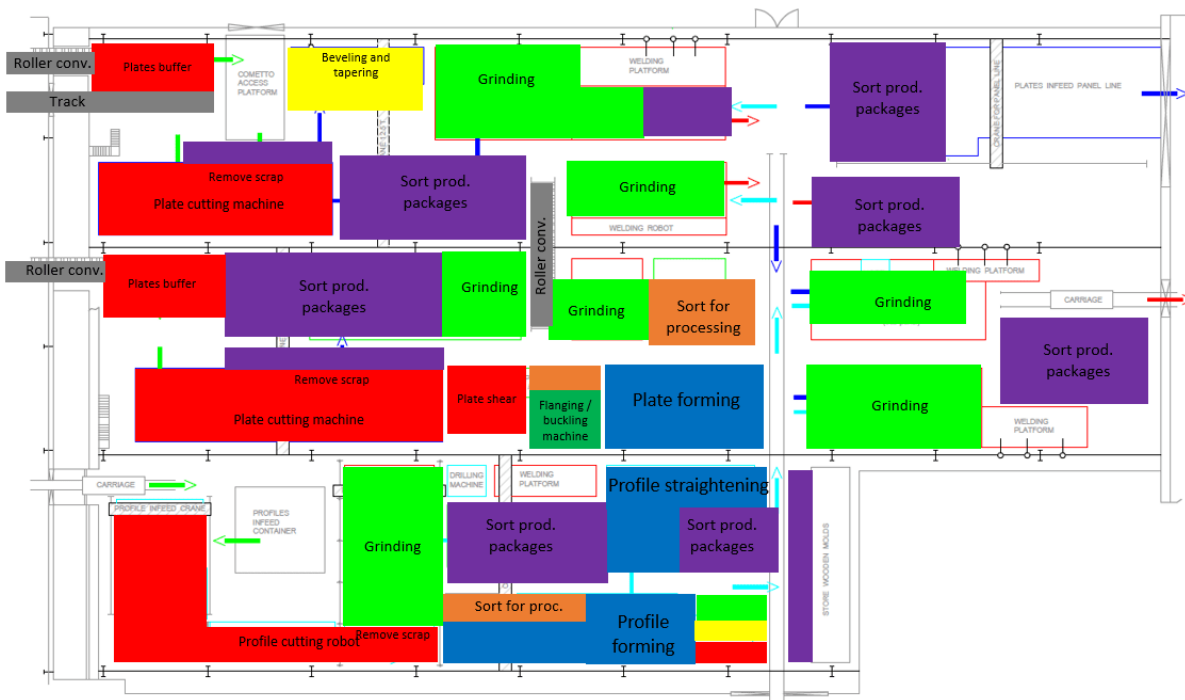 Roller conv.
Plates buffer
Track
COMETTO
ACCESS
PLATFORM
Beveling and
tapering
Grinding
WELDING
PLATFORM
Sort prod.
packages
CRANE FOR PANEL LINE
PLATES INFEED PANEL LINE
Remove scrap
Plate cutting machine
Sort prod.
packages
Roller conv.
Grinding
WELDING ROBOT
Sort prod.
packages
Roller conv.
Plates buffer
Sort prod.
packages
Grinding
Grinding
Sort for
processing
WELDING PLATFORM
Grinding
CARRIAGE
Sort prod.
packages
Remove scrap
Plate cutting machine
Plate shear
Flanging /
buckling
machine
Plate forming
Grinding
WELDING
PLATFORM
CARRIAGE
PROFILE INFEED CRANE
PROFILES
INFEED
CONTAINER
Grinding
DRILLING
MACHINE
WELDING
PLATFORM
Profile straightening
Sort prod.
packages
Sort prod.
packages
STORE WOODEN MOLDS
Sort for proc.
Profile
forming
Remove scrap
Profile cutting robot